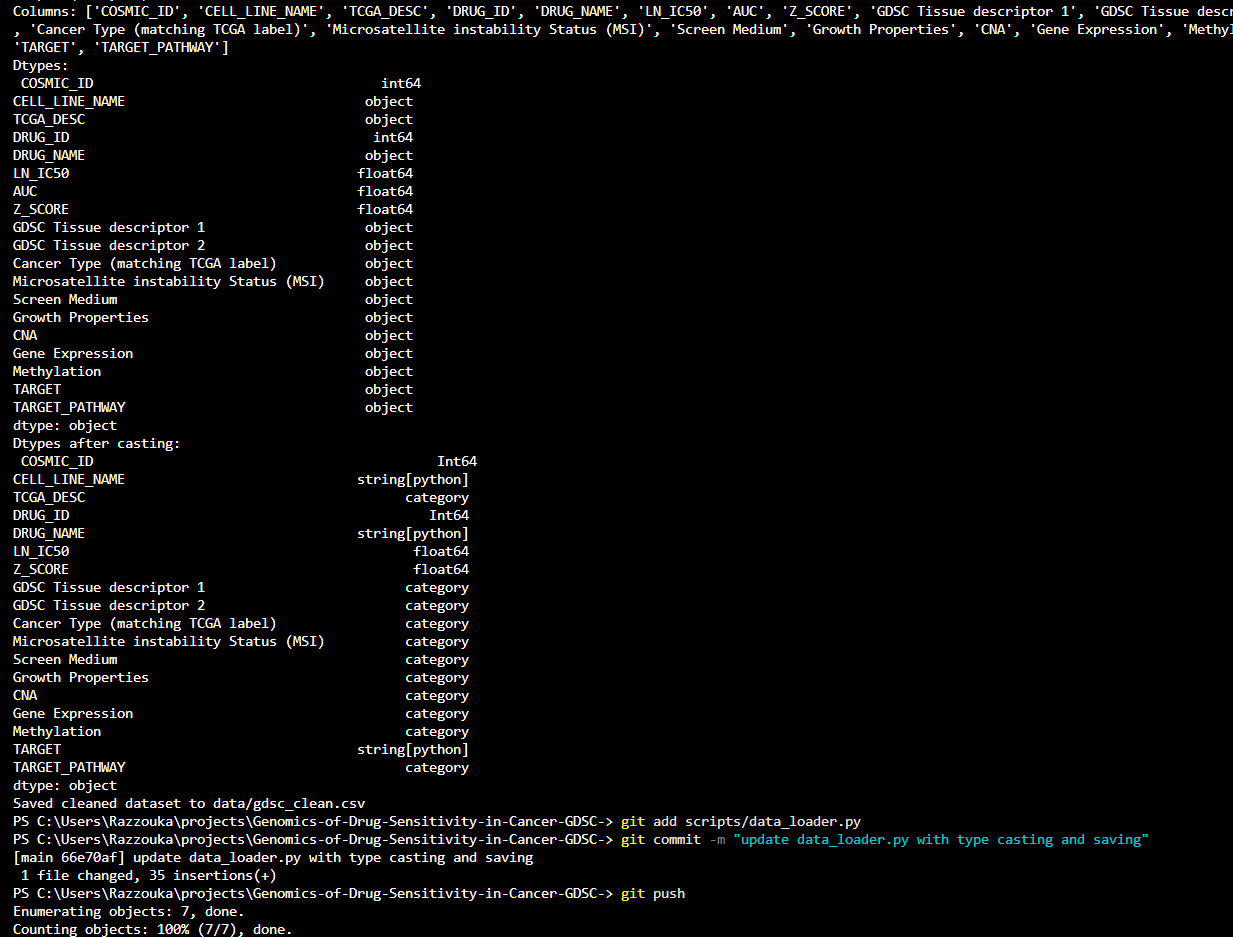 Columns: ['COSMIC_ID', 'CELL_LINE_NAME', 'TCGA_DESC', 'DRUG_ID', 'DRUG_NAME', 'LN_IC50', 'AUC', 'Z_SCORE', 'GDSC Tissue descriptor 1', 'GDSC Tissue descr
, 'Cancer Type (matching TCGA label)', 'Microsatellite instability Status (MSI)', 'Screen Medium', 'Growth Properties', 'CNA', 'Gene Expression', 'Methyl
'TARGET', 'TARGET_PATHWAY']
Dtypes:
COSMIC_ID int64
CELL_LINE_NAME object
TCGA_DESC object
DRUG_ID int64
DRUG_NAME object
LN_IC50 float64
AUC float64
Z_SCORE float64
GDSC Tissue descriptor 1 object
GDSC Tissue descriptor 2 object
Cancer Type (matching TCGA label) object
Microsatellite instability Status (MSI) object
Screen Medium object
Growth Properties object
CNA object
Gene Expression object
Methylation object
TARGET object
TARGET_PATHWAY object
dtype: object
Dtypes after casting:
COSMIC_ID Int64
CELL_LINE_NAME string[python]
TCGA_DESC category
DRUG_ID Int64
DRUG_NAME string[python]
LN_IC50 float64
Z_SCORE float64
GDSC Tissue descriptor 1 category
GDSC Tissue descriptor 2 category
Cancer Type (matching TCGA label) category
Microsatellite instability Status (MSI) category
Screen Medium category
Growth Properties category
CNA category
Gene Expression category
Methylation category
TARGET string[python]
TARGET_PATHWAY category
dtype: object
Saved cleaned dataset to data/gdsc_clean.csv
PS C:\Users\Razzouka\projects\Genomics-of-Drug-Sensitivity-in-Cancer-GDSC-> git add scripts/data_loader.py
PS C:\Users\Razzouka\projects\Genomics-of-Drug-Sensitivity-in-Cancer-GDSC-> git commit -m "update data_loader.py with type casting and saving"
[main 66e70af] update data_loader.py with type casting and saving
1 file changed, 35 insertions(+)
PS C:\Users\Razzouka\projects\Genomics-of-Drug-Sensitivity-in-Cancer-GDSC-> git push
Enumerating objects: 7, done.
Counting objects: 100% (7/7), done.